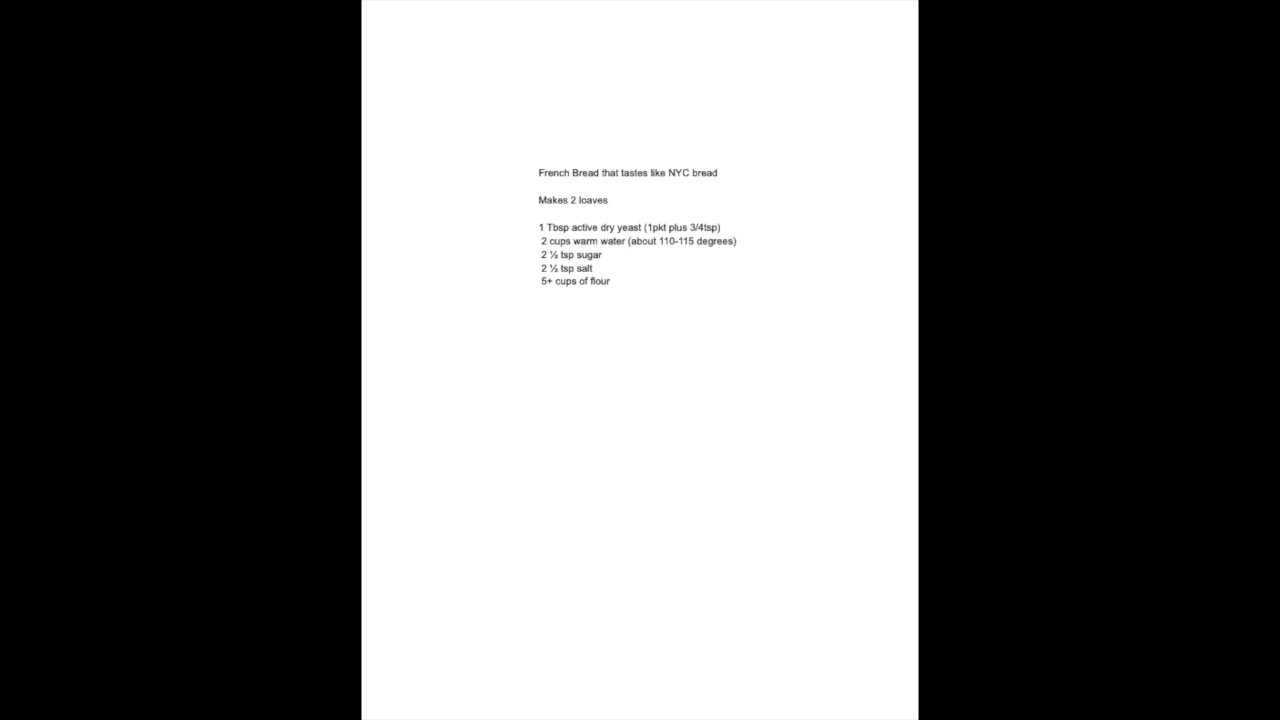 French Bread that tastes like NYC bread
Makes 2 loaves
1 Tbsp active dry yeast (1pkt plus 3/4tsp)
2 cups warm water (about 110-115 degrees)
2 ½ tsp sugar
2 ½ tsp salt
5+ cups of flour